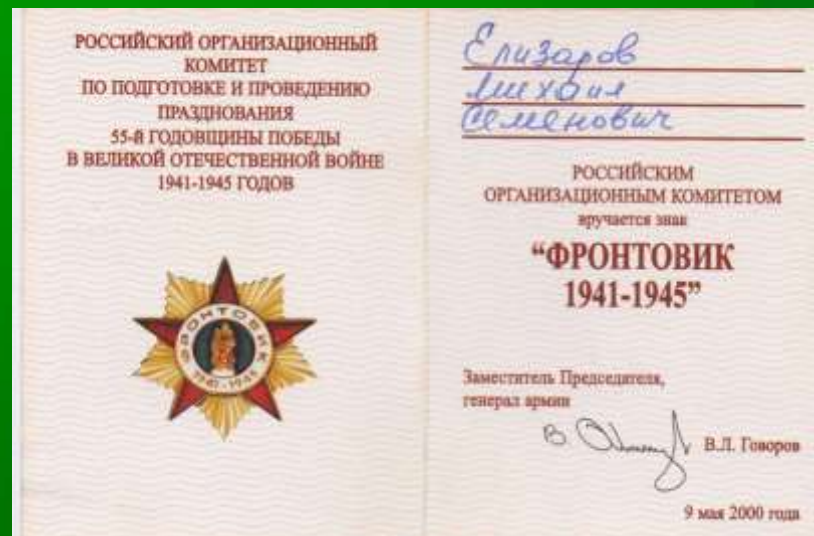 РОССИЙСКИЙ ОРГАНИЗАЦИОННЫЙ
КОМИТЕТ
ПО ПОДГОТОВКЕ И ПРОВЕДЕНИЮ
ПРАЗДНОВАНИЯ
55-й ГОДОВЩИНЫ ПОБЕДЫ
В ВЕЛИКОЙ ОТЕЧЕСТВЕННОЙ ВОЙНЕ
1941-1945 ГОДОВ
ФРОНТОВИК
1941-1945
Елизаров
Михаил
Семенович
РОССИЙСКИМ
ОРГАНИЗАЦИОННЫМ КОМИТЕТОМ
вручается знак
“ФРОНТОВИК
1941-1945”
Заместитель Председателя,
генерал армии
В.Л. Говоров
9 мая 2000 года